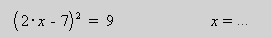 (2·x - 7)² = 9 x = ...